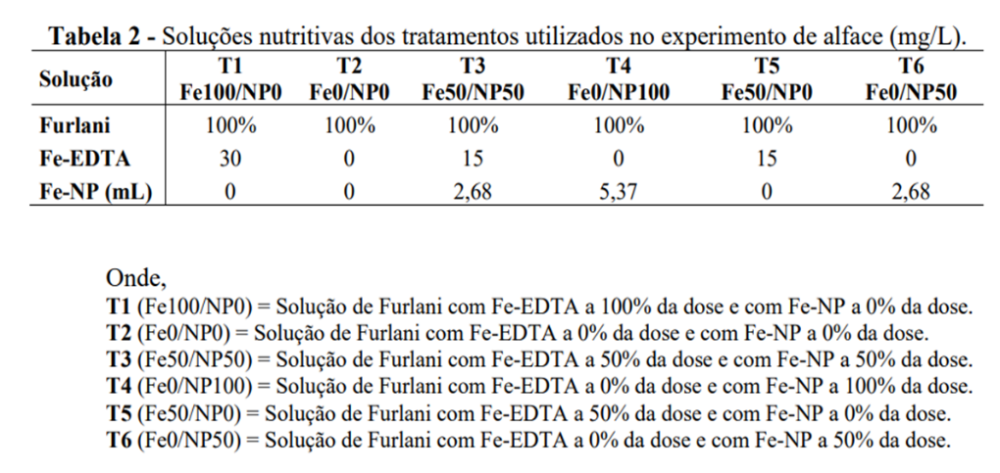 Tabela 2 - Soluções nutritivas dos tratamentos utilizados no experimento de alface (mg/L).
Solução T1 T2 T3 T4 T5 T6
Fe100/NP0 Fe0/NP0 Fe50/NP50 Fe0/NP100 Fe50/NP0 Fe0/NP50
Furlani 100% 100% 100% 100% 100% 100%
Fe-EDTA 30 0 15 0 15 0
Fe-NP (mL) 0 0 2,68 5,37 0 2,68
Onde,
T1 (Fe100/NP0) = Solução de Furlani com Fe-EDTA a 100% da dose e com Fe-NP a 0% da dose.
T2 (Fe0/NP0) = Solução de Furlani com Fe-EDTA a 0% da dose e com Fe-NP a 0% da dose.
T3 (Fe50/NP50) = Solução de Furlani com Fe-EDTA a 50% da dose e com Fe-NP a 50% da dose.
T4 (Fe0/NP100) = Solução de Furlani com Fe-EDTA a 0% da dose e com Fe-NP a 100% da dose.
T5 (Fe50/NP0) = Solução de Furlani com Fe-EDTA a 50% da dose e com Fe-NP a 0% da dose.
T6 (Fe0/NP50) = Solução de Furlani com Fe-EDTA a 0% da dose e com Fe-NP a 50% da dose.